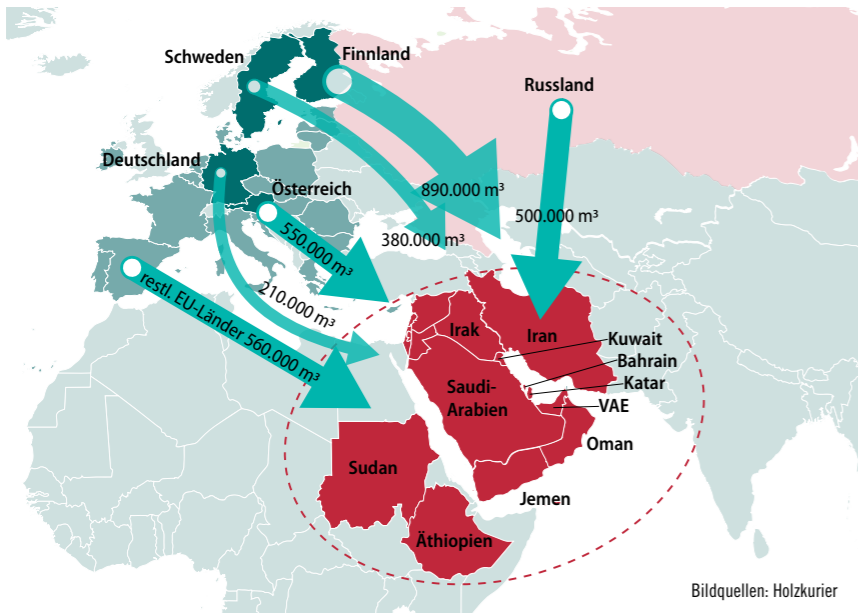 Schweden
Finnland
Russland
Deutschland
Österreich
890.000 m³
500.000 m³
380.000 m³
550.000 m³
210.000 m³
restl. EU-Länder 560.000 m³
Irak
Iran
Kuwait
Bahrain
Katar
VAE
Saudi-
Arabien
Oman
Sudan
Jemen
Äthiopien
Bildquellen: Holzkurier